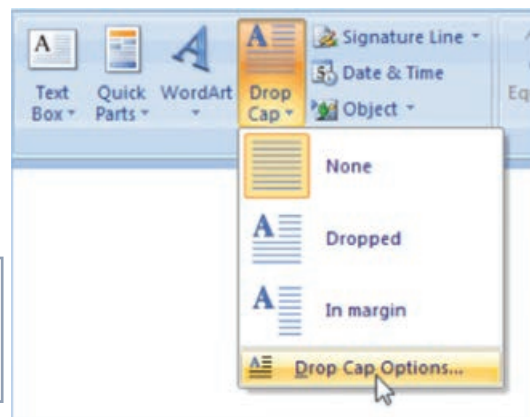 A
A
A
Text Box
Quick Parts
WordArt
Drop Cap
Signature Line
Date & Time
Object
Eq
None
A
Dropped
A
In margin
A
Drop Cap Options...